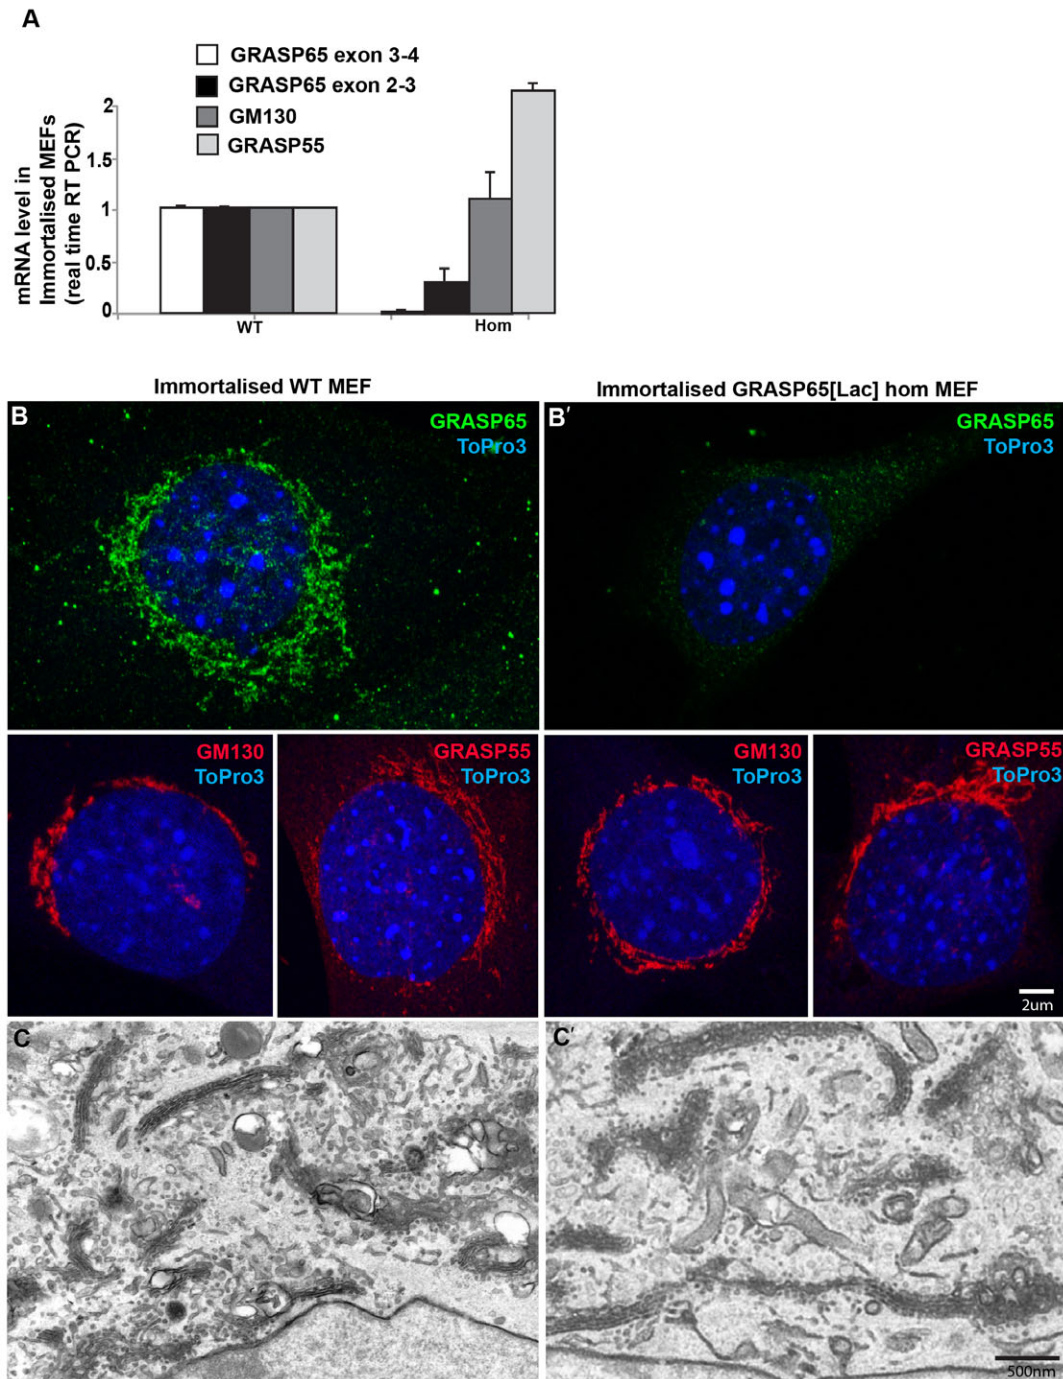 A
GRASP65 exon 3-4
GRASP65 exon 2-3
GM130
GRASP55
mRNA level in
Immortalised MEFs
(real time RT PCR)
2
1.5
1
0.5
0
WT
Hom
Immortalised WT MEF
Immortalised GRASP65[Lac] hom MEF
B
GRASP65
ToPro3
B′
GRASP65
ToPro3
GM130
ToPro3
GRASP55
ToPro3
GM130
ToPro3
GRASP55
ToPro3
2um
C
C′
500nm